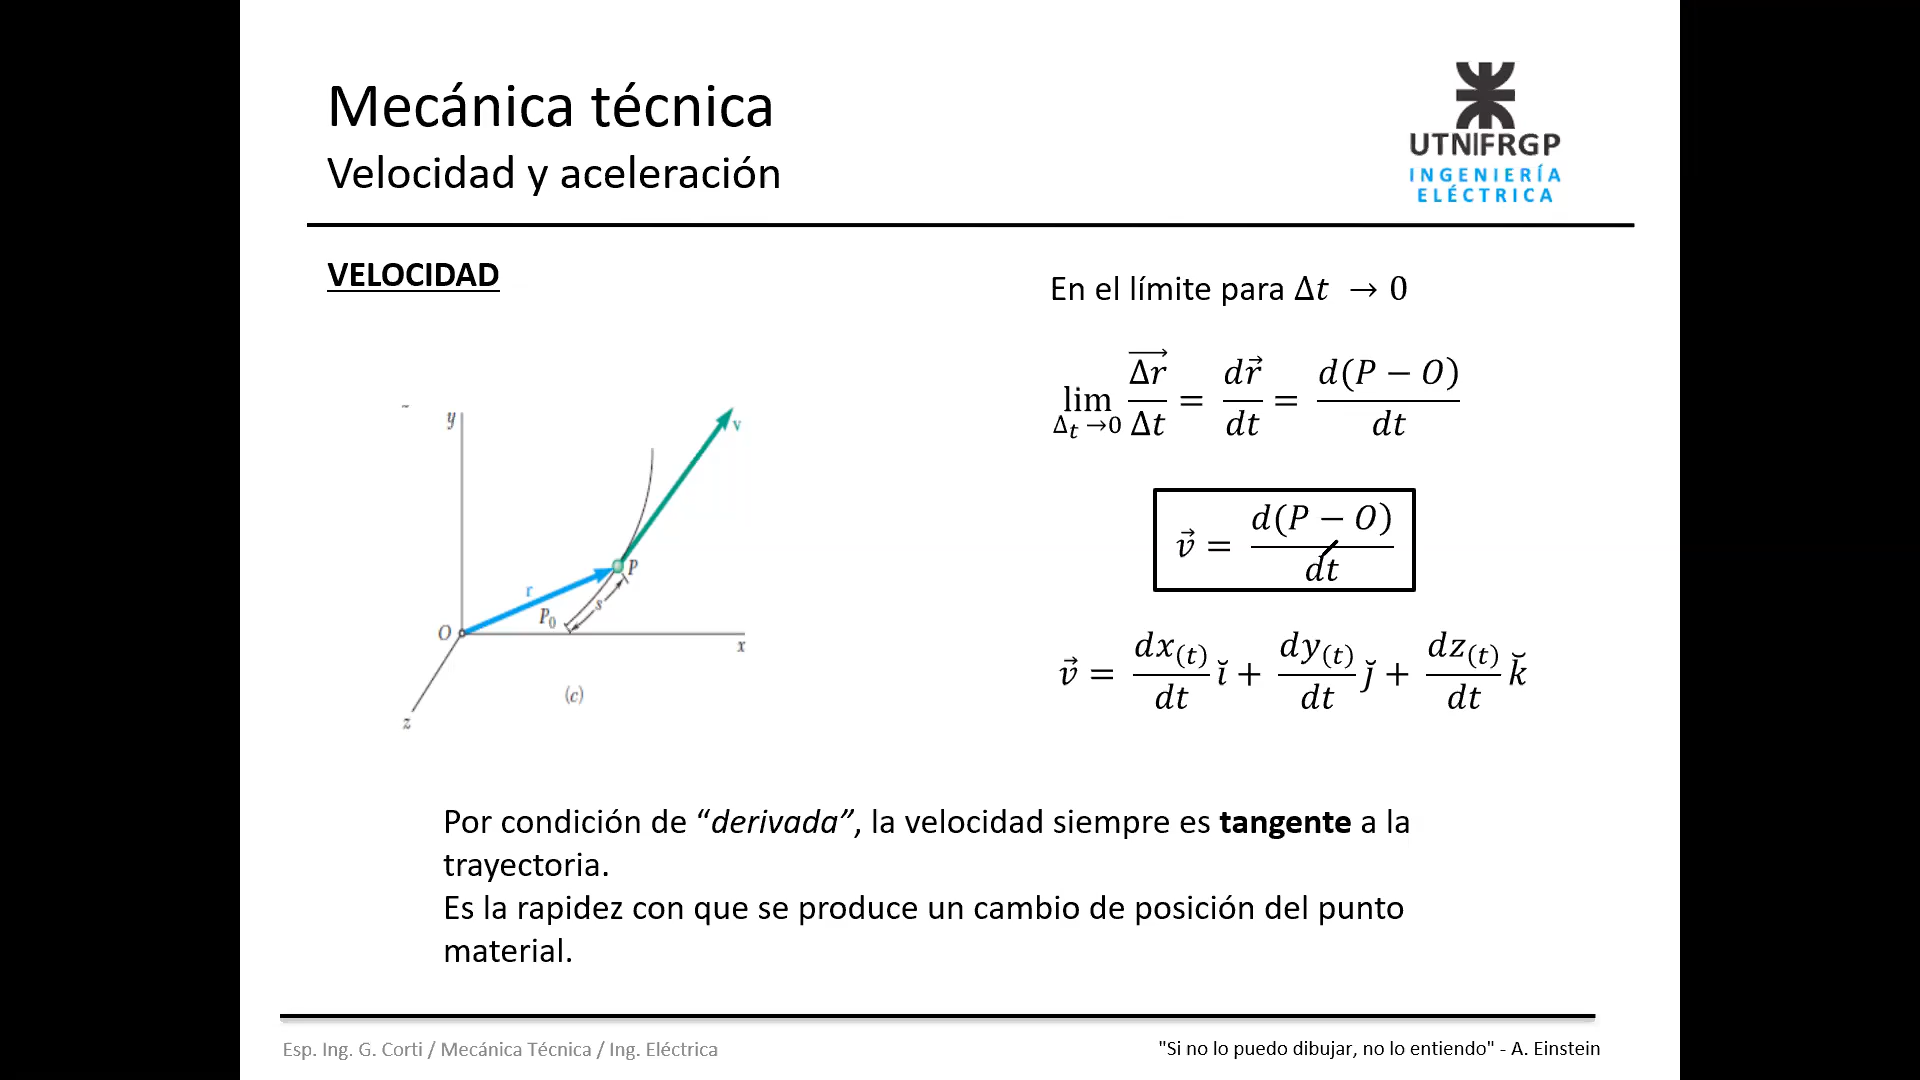 Mecánica técnica
Velocidad y aceleración
UTN|FRGP
INGENIERÍA
ELÉCTRICA
VELOCIDAD
En el límite para Δt → 0
lim Δt →0 Δr⃗/Δt = dr⃗/dt = d(P − O)/dt
v⃗ = d(P − O)/dt
v⃗ = dx(t)/dt ĭ + dy(t)/dt j̆ + dz(t)/dt k̆
y
v
r
P
s
P0
O
x
z
(c)
Por condición de “derivada”, la velocidad siempre es tangente a la
trayectoria.
Es la rapidez con que se produce un cambio de posición del punto
material.
Esp. Ing. G. Corti / Mecánica Técnica / Ing. Eléctrica
"Si no lo puedo dibujar, no lo entiendo" - A. Einstein